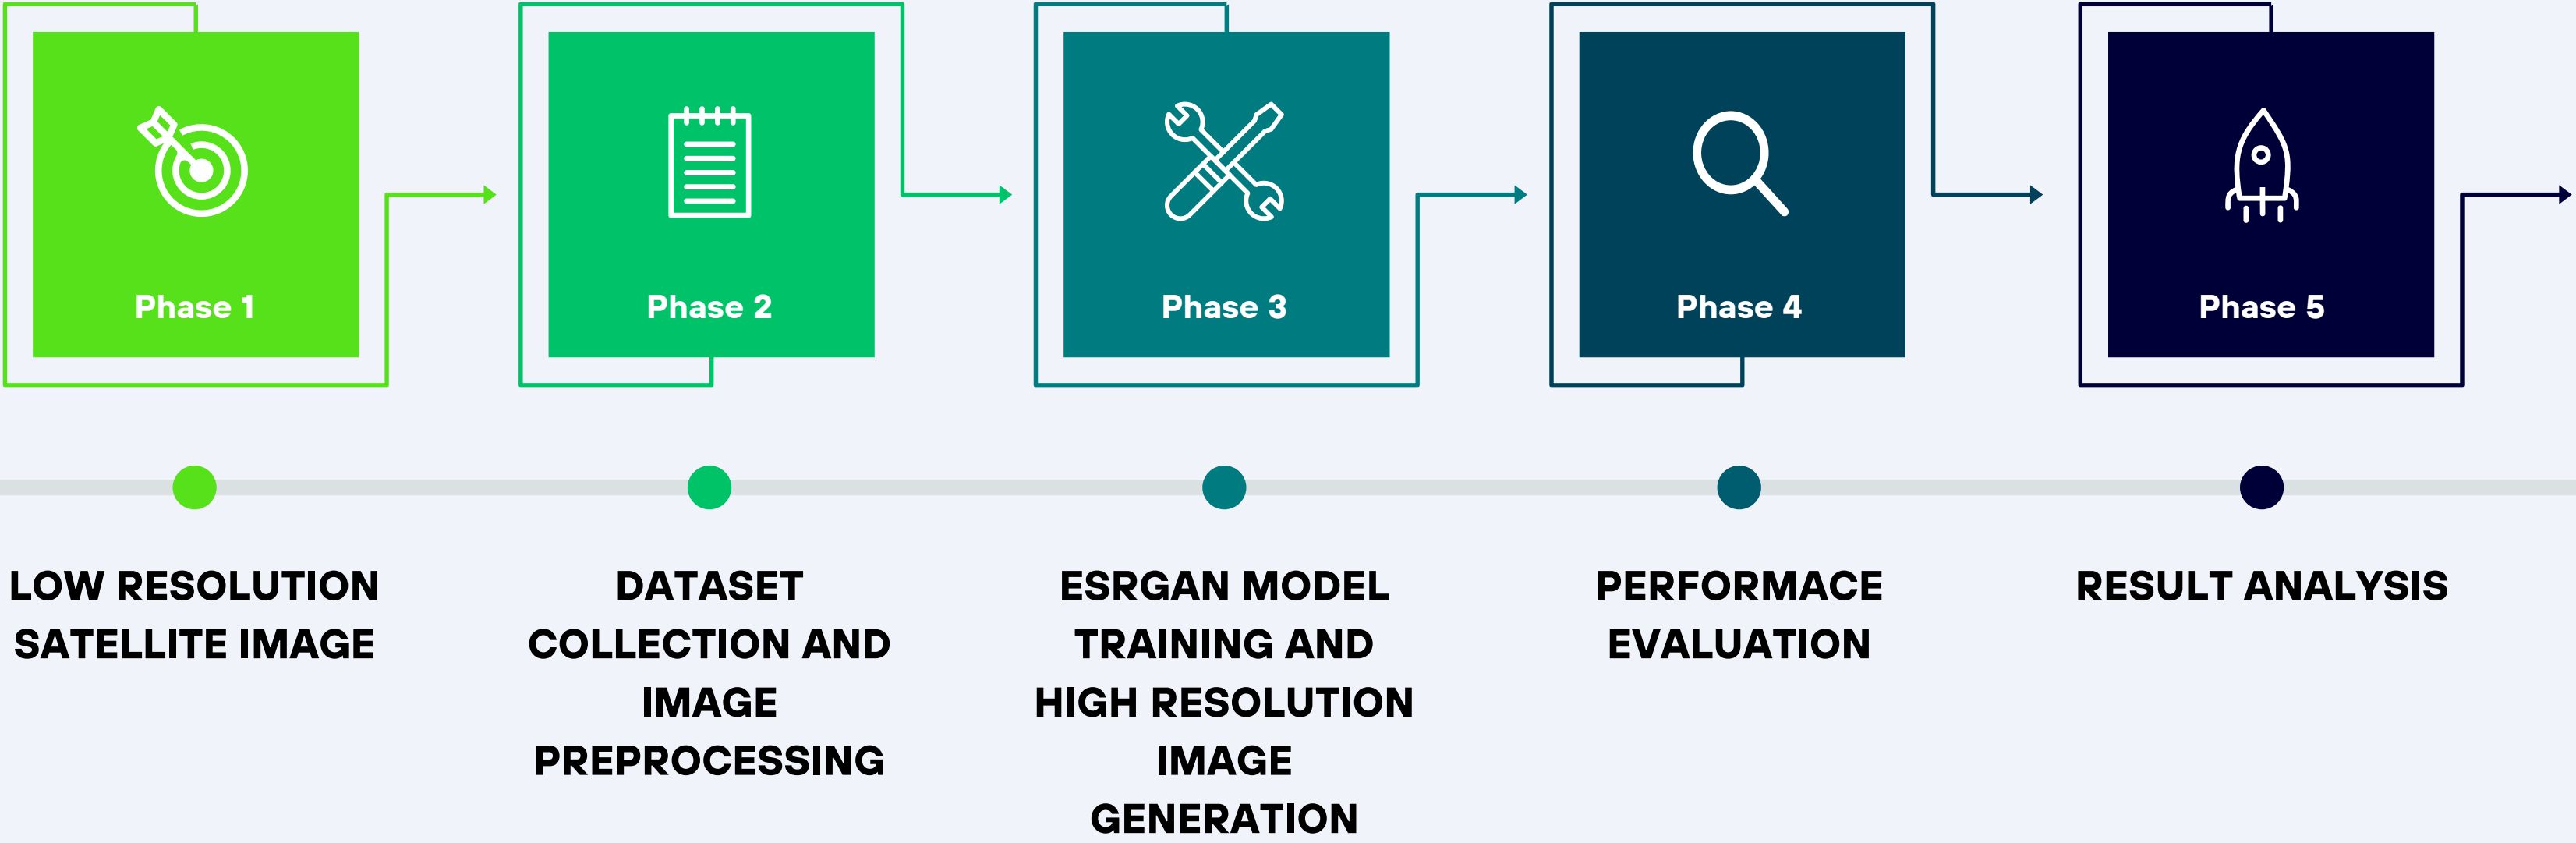 Phase 1
Phase 2
Phase 3
Phase 4
Phase 5
LOW RESOLUTION
SATELLITE IMAGE
DATASET
COLLECTION AND
IMAGE
PREPROCESSING
ESRGAN MODEL
TRAINING AND
HIGH RESOLUTION
IMAGE
GENERATION
PERFORMACE
EVALUATION
RESULT ANALYSIS